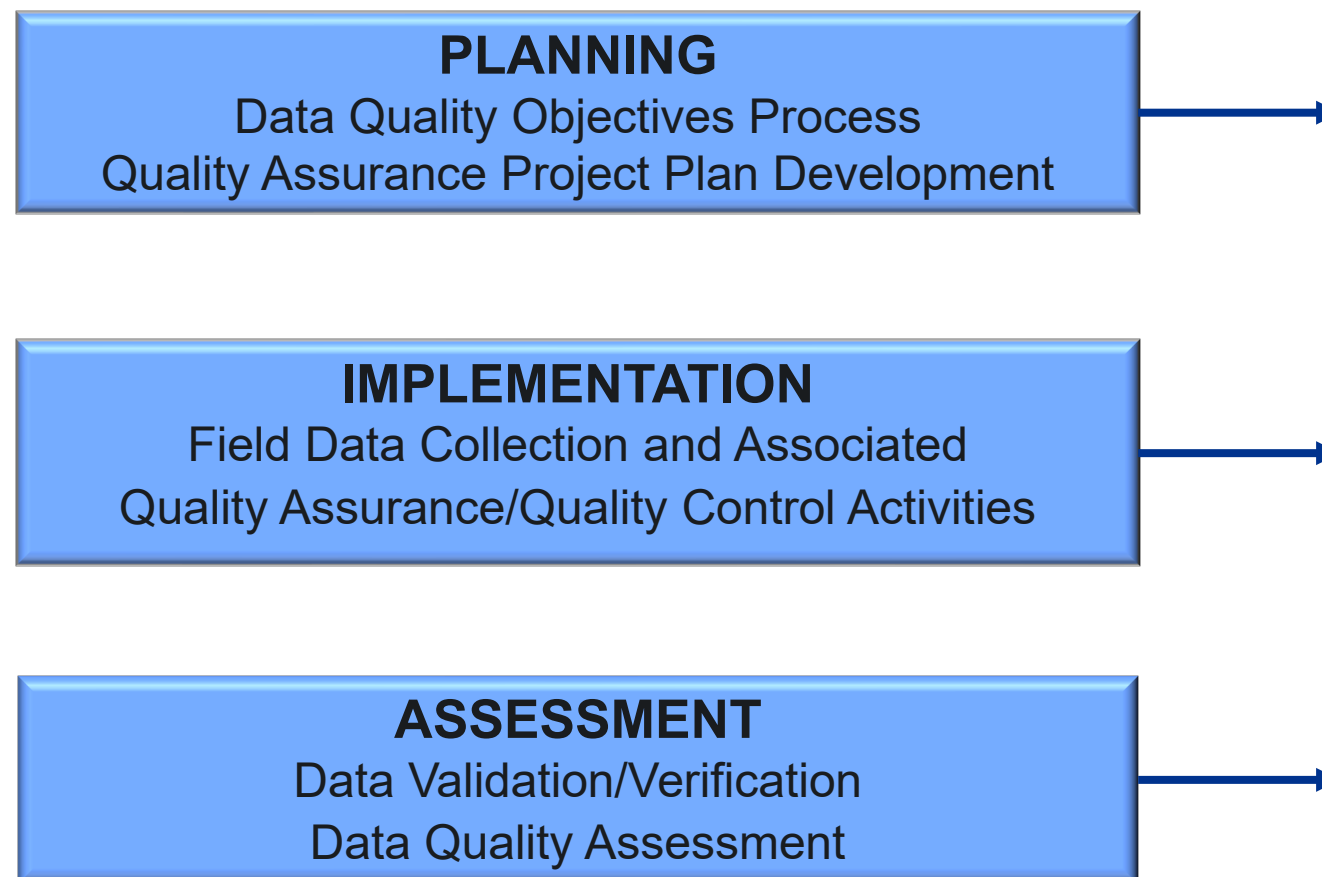 PLANNING
Data Quality Objectives Process
Quality Assurance Project Plan Development
IMPLEMENTATION
Field Data Collection and Associated
Quality Assurance/Quality Control Activities
ASSESSMENT
Data Validation/Verification
Data Quality Assessment